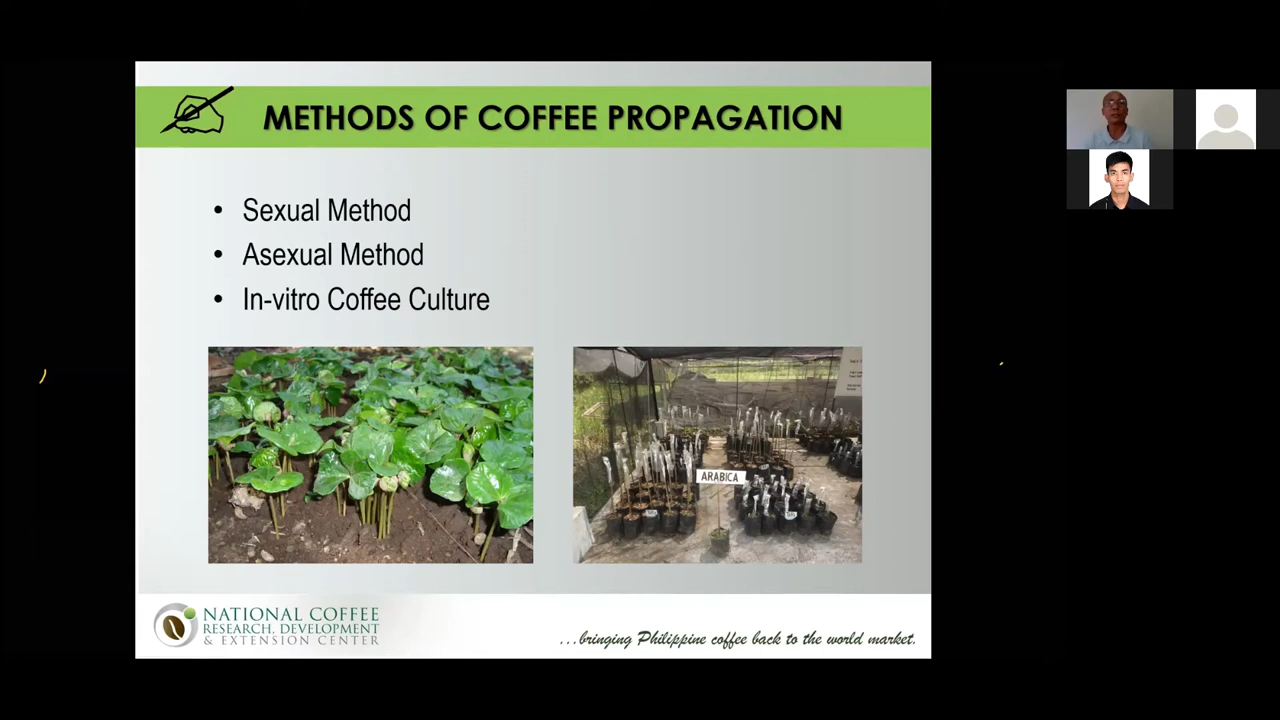 METHODS OF COFFEE PROPAGATION
• Sexual Method
• Asexual Method
• In-vitro Coffee Culture
ARABICA
NATIONAL COFFEE
RESEARCH, DEVELOPMENT
& EXTENSION CENTER
...bringing Philippine coffee back to the world market.